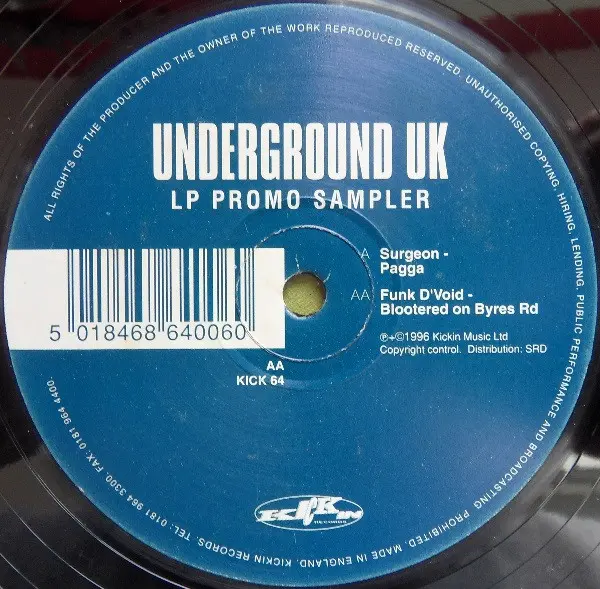 ALL RIGHTS OF THE PRODUCER AND THE OWNER OF THE WORK REPRODUCED RESERVED. UNAUTHORISED COPYING, HIRING, LENDING, PUBLIC PERFORMANCE AND BROADCASTING PROHIBITED. MADE IN ENGLAND. KICKIN RECORDS. TEL: 0181 964 3300. FAX: 0181 964 4400.
UNDERGROUND UK
LP PROMO SAMPLER
A Surgeon -
Pagga
AA Funk D'Void -
Blootered on Byres Rd
℗+©1996 Kickin Music Ltd
Copyright control. Distribution: SRD
5 018468 640060
AA
KICK 64
KICKIN
RECORDS